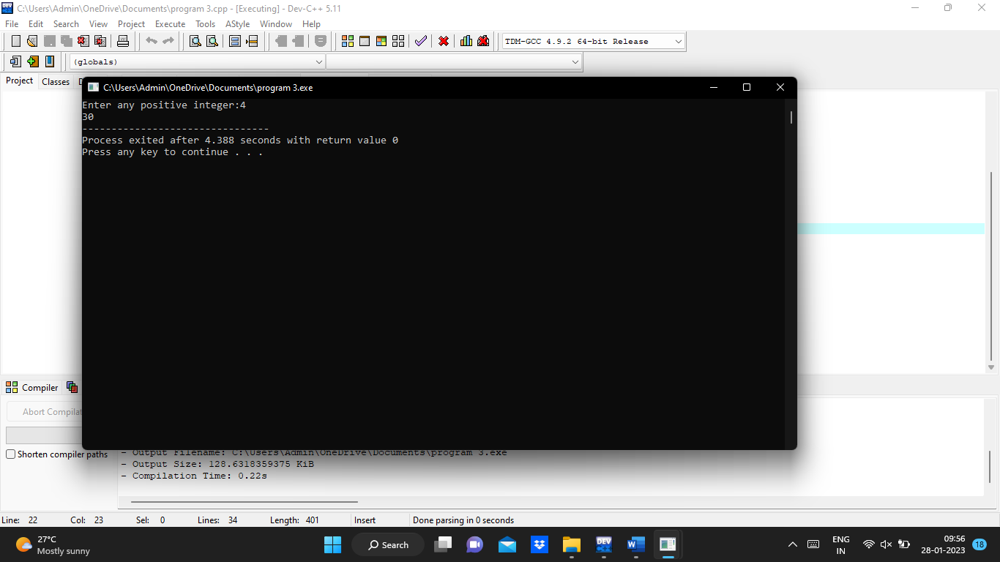 C:\Users\Admin\OneDrive\Documents\program 3.cpp - [Executing] - Dev-C++ 5.11
File Edit Search View Project Execute Tools AStyle Window Help
TDM-GCC 4.9.2 64-bit Release
(globals)
Project Classes
C:\Users\Admin\OneDrive\Documents\program 3.exe
Enter any positive integer:4
30
--------------------------------
Process exited after 4.388 seconds with return value 0
Press any key to continue . . .
Compiler
Abort
Shorten compiler paths
- Output Filename: C:\Users\Admin\OneDrive\Documents\program 3.exe
- Output Size: 128.6318359375 KiB
- Compilation Time: 0.22s
Line: 22 Col: 23 Sel: 0 Lines: 34 Length: 401 Insert Done parsing in 0 seconds
27°C
Mostly sunny
Search
DEV
W
ENG
IN
09:56
28-01-2023
18